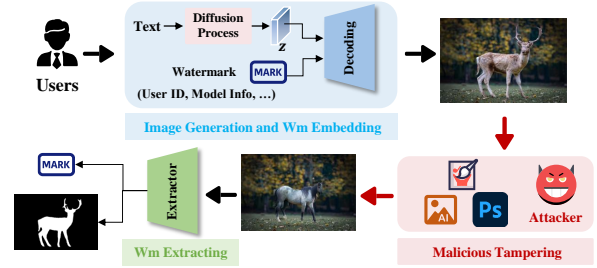 Users
Text
Diffusion
Process
z
Watermark
MARK
(User ID, Model Info, …)
Decoding
Image Generation and Wm Embedding
MARK
Extractor
Wm Extracting
AI
Ps
Attacker
Malicious Tampering